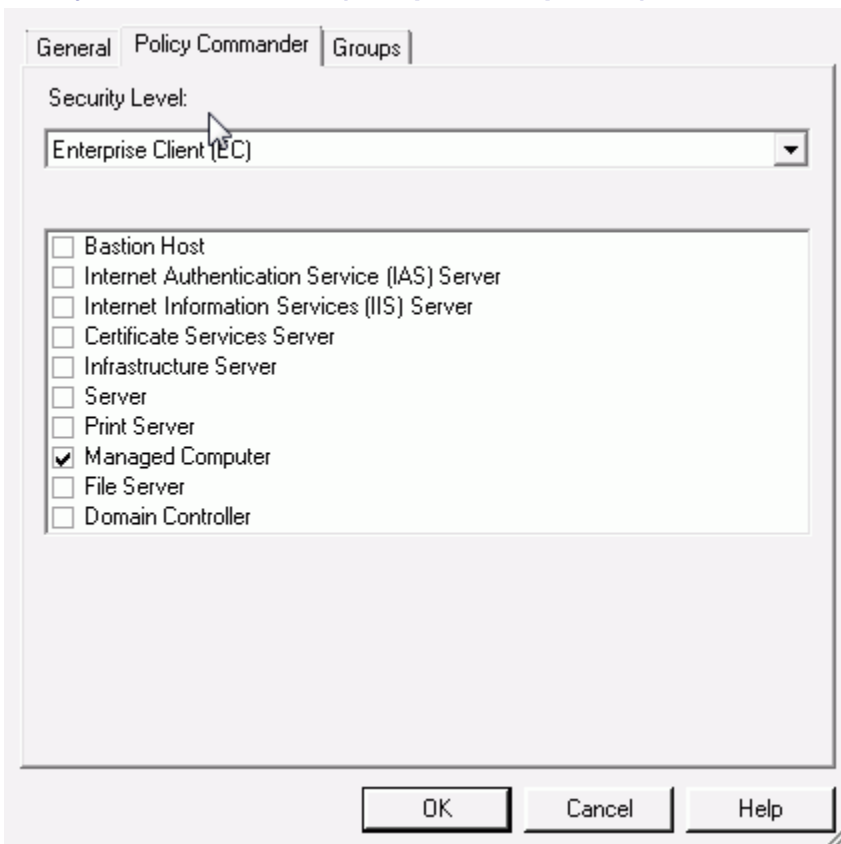 General Policy Commander Groups
Security Level:
Enterprise Client (EC)
Bastion Host
Internet Authentication Service (IAS) Server
Internet Information Services (IIS) Server
Certificate Services Server
Infrastructure Server
Server
Print Server
Managed Computer
File Server
Domain Controller
OK Cancel Help